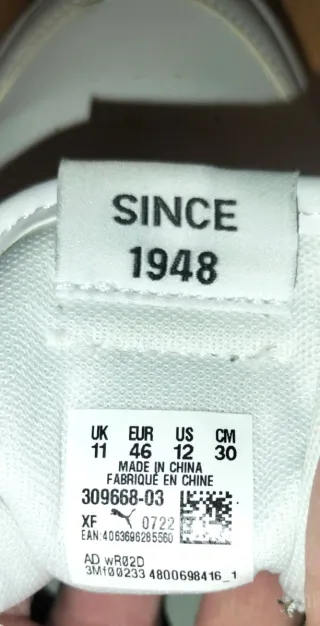 SINCE
1948
UK EUR US CM
11 46 12 30
MADE IN CHINA
FABRIQUÉ EN CHINE
309668-03
XF 0722
EAN:4063696285560
AD wR02D
3Mf00233 4800698416_1